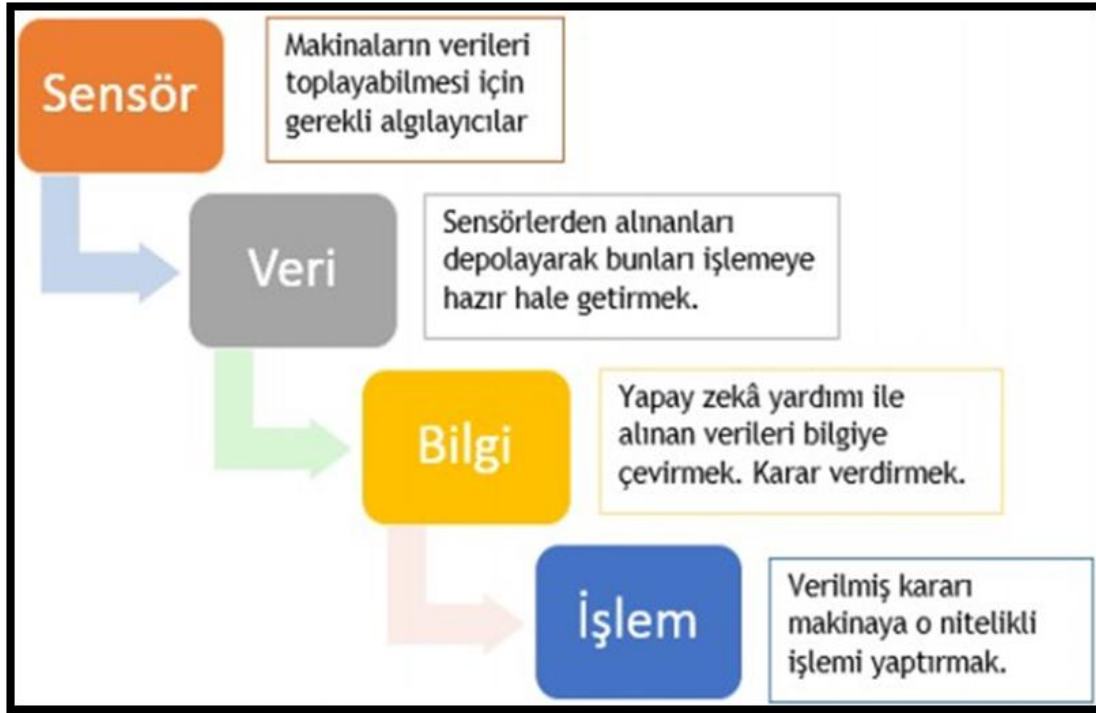 Sensör
Makinaların verileri
toplayabilmesi için
gerekli algılayıcılar
Veri
Sensörlerden alınanları
depolayarak bunları işlemeye
hazır hale getirmek.
Bilgi
Yapay zekâ yardımı ile
alınan verileri bilgiye
çevirmek. Karar verdirmek.
İşlem
Verilmiş kararı
makinaya o nitelikli
işlemi yaptırmak.